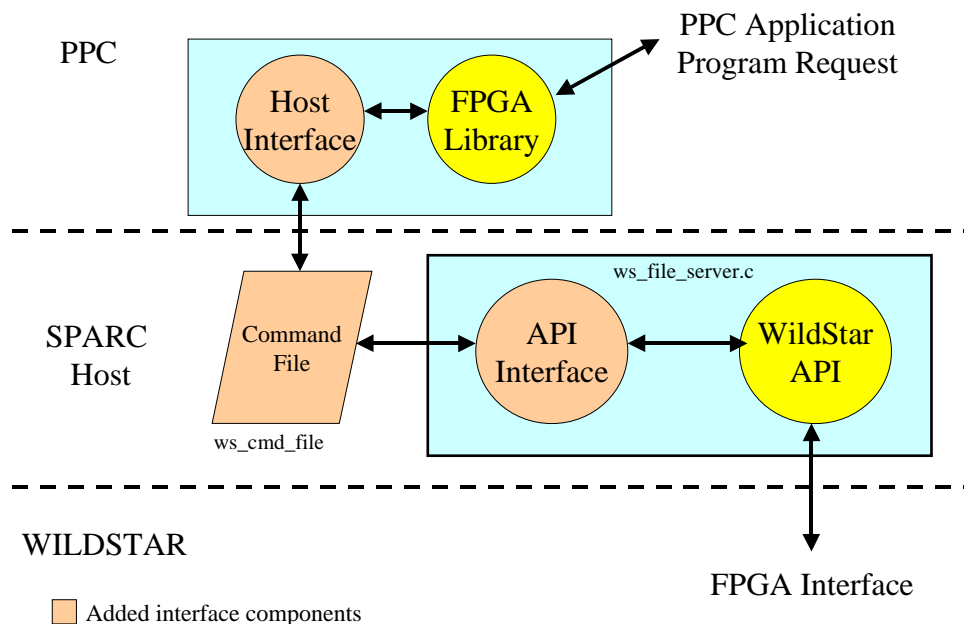 PPC
PPC Application
Program Request
Host
Interface
FPGA
Library
ws_file_server.c
SPARC
Host
Command
File
API
Interface
WildStar
API
ws_cmd_file
WILDSTAR
FPGA Interface
Added interface components